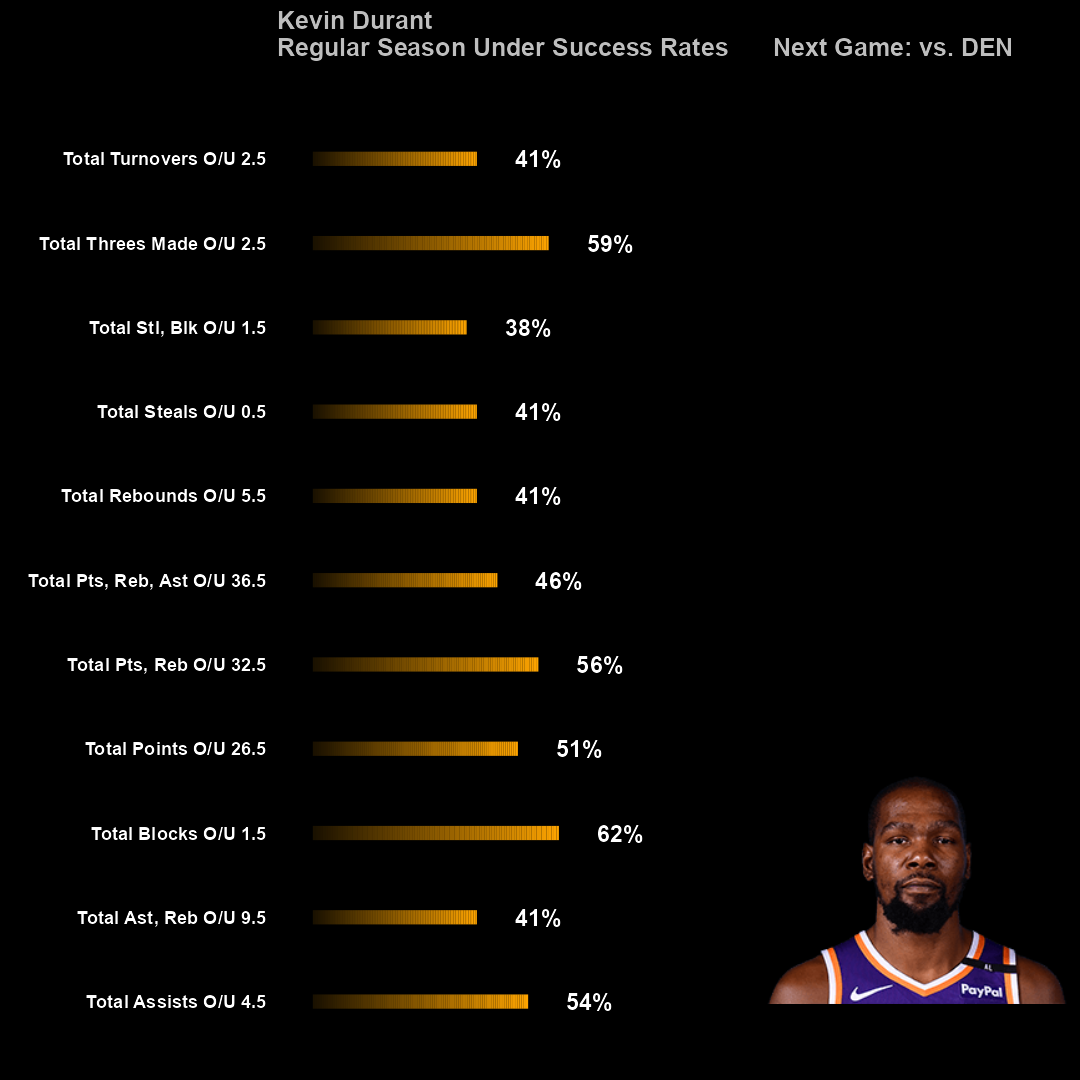 Kevin Durant
Regular Season Under Success Rates
Next Game: vs. DEN
Total Turnovers O/U 2.5 41%
Total Threes Made O/U 2.5 59%
Total Stl, Blk O/U 1.5 38%
Total Steals O/U 0.5 41%
Total Rebounds O/U 5.5 41%
Total Pts, Reb, Ast O/U 36.5 46%
Total Pts, Reb O/U 32.5 56%
Total Points O/U 26.5 51%
Total Blocks O/U 1.5 62%
Total Ast, Reb O/U 9.5 41%
Total Assists O/U 4.5 54%
AL
PayPal